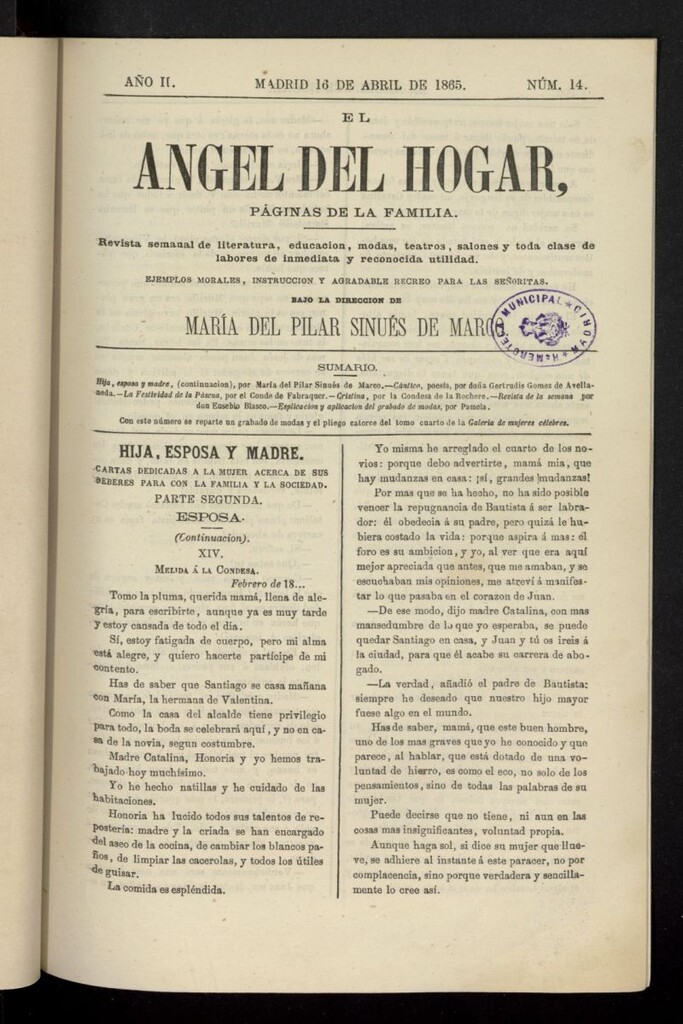 AÑO II. MADRID 16 DE ABRIL DE 1865. NÚM. 14.
EL
ANGEL DEL HOGAR,
PÁGINAS DE LA FAMILIA.
Revista semanal de literatura, educacion, modas, teatros, salones y toda clase de
labores de inmediata y reconocida utilidad.
EJEMPLOS MORALES, INSTRUCCION Y AGRADABLE RECREO PARA LAS SEÑORITAS.
BAJO LA DIRECCION DE
MARÍA DEL PILAR SINUÉS DE MARCO
HEMEROTECA MUNICIPAL * MADRID *
SUMARIO.
Hija, esposa y madre, (continuacion), por María del Pilar Sinués de Marco.—Cántico, poesía, por doña Gertrudis Gomez de Avella-
neda.—La Festividad de la Páscua, por el Conde de Fabraquer.—Cristina, por la Condesa de la Rochere.—Revista de la semana por
don Eusebio Blasco.—Esplicacion y aplicacion del grabado de modas, por Pamela.
Con este número se reparte un grabado de modas y el pliego catorce del tomo cuarto de la Galería de mujeres célebres.
HIJA, ESPOSA Y MADRE.
CARTAS DEDICADAS A LA MUJER ACERCA DE SUS
DEBERES PARA CON LA FAMILIA Y LA SOCIEDAD.
PARTE SEGUNDA.
ESPOSA.
(Continuacion).
XIV.
MELIDA Á LA CONDESA.
Febrero de 18...
Tomo la pluma, querida mamá, llena de ale-
gría, para escribirte, aunque ya es muy tarde
y estoy cansada de todo el dia.
Sí, estoy fatigada de cuerpo, pero mi alma
está alegre, y quiero hacerte partícipe de mi
contento.
Has de saber que Santiago se casa mañana
con María, la hermana de Valentina.
Como la casa del alcalde tiene privilegio
para todo, la boda se celebrará aquí, y no en ca-
sa de la novia, segun costumbre.
Madre Catalina, Honoria y yo hemos tra-
bajado hoy muchísimo.
Yo he hecho natillas y he cuidado de las
habitaciones.
Honoria ha lucido todos sus talentos de re-
postería: madre y la criada se han encargado
del aseo de la cocina, de cambiar los blancos pa-
ños, de limpiar las cacerolas, y todos los útiles
de guisar.
La comida es espléndida.
Yo misma he arreglado el cuarto de los no-
vios: porque debo advertirte, mamá mia, que
hay mudanzas en casa: ¡sí, grandes mudanzas!
Por mas que se ha hecho, no ha sido posible
vencer la repugnancia de Bautista á ser labra-
dor: él obedecia á su padre, pero quizá le hu-
biera costado la vida: porque aspira á mas: el
foro es su ambicion, y yo, al ver que era aquí
mejor apreciada que antes, que me amaban, y se
escuchaban mis opiniones, me atreví á manifes-
tar lo que pasaba en el corazon de Juan.
—De ese modo, dijo madre Catalina, con mas
mansedumbre de lo que yo esperaba, se puede
quedar Santiago en casa, y Juan y tú os ireis á
la ciudad, para que él acabe su carrera de abo-
gado.
—La verdad, añadió el padre de Bautista:
siempre he deseado que nuestro hijo mayor
fuese algo en el mundo.
Has de saber, mamá, que este buen hombre,
uno de los mas graves que yo he conocido y que
parece, al hablar, que está dotado de una vo-
luntad de hierro, es como el eco, no solo de los
pensamientos, sino de todas las palabras de su
mujer.
Puede decirse que no tiene, ni aun en las
cosas mas insignificantes, voluntad propia.
Aunque haga sol, si dice su mujer que llue-
ve, se adhiere al instante á este parecer, no por
complacencia, sino porque verdadera y sencilla-
mente lo cree así.